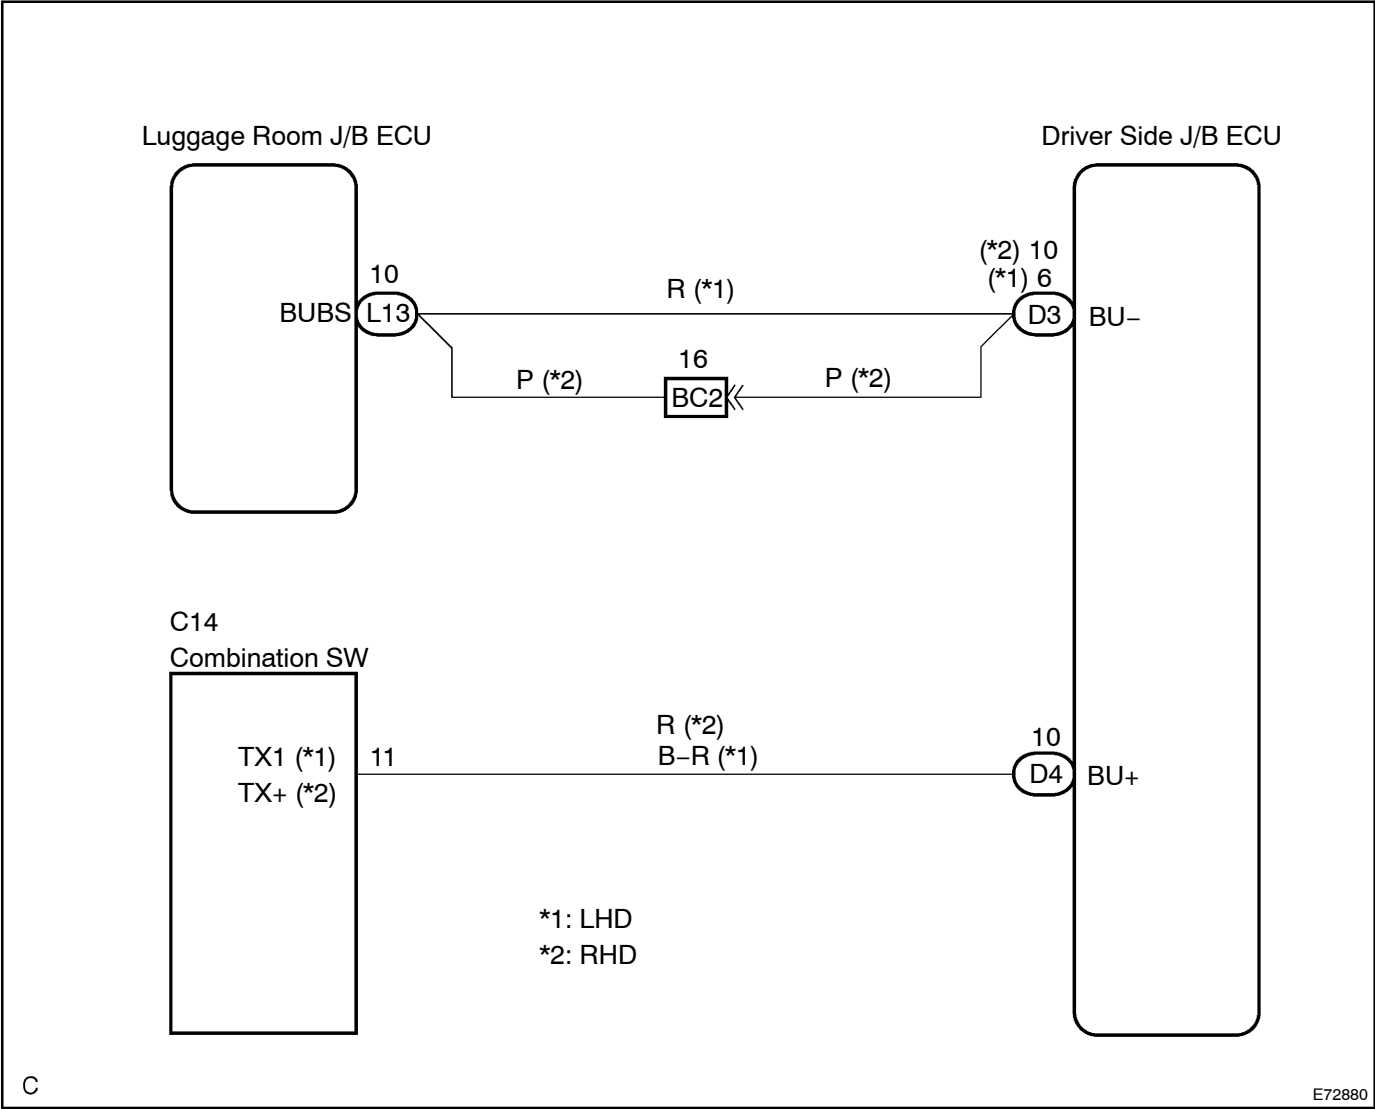 Luggage Room J/B ECU
Driver Side J/B ECU
(*2) 10
(*1) 6
10
R (*1)
BUBS
L13
D3
BU−
16
P (*2)
P (*2)
BC2
C14
Combination SW
R (*2)
10
TX1 (*1)
11
B−R (*1)
D4
BU+
TX+ (*2)
*1: LHD
*2: RHD
C
E72880